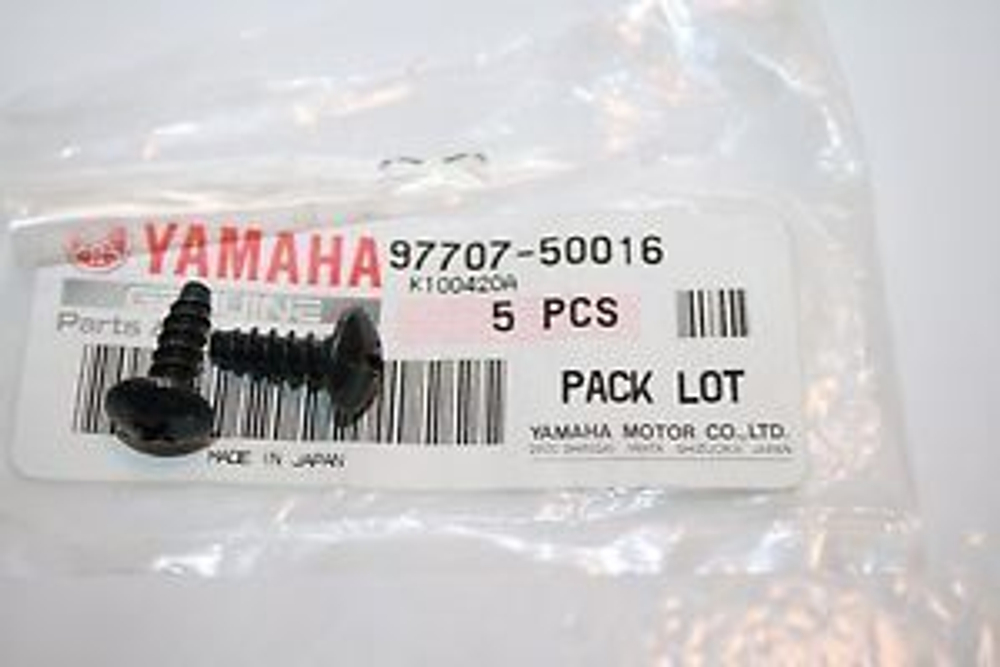 YAMAHA 97707-50016
K100420A
5 PCS
Parts
PACK LOT
YAMAHA MOTOR CO.,LTD.
MADE IN JAPAN